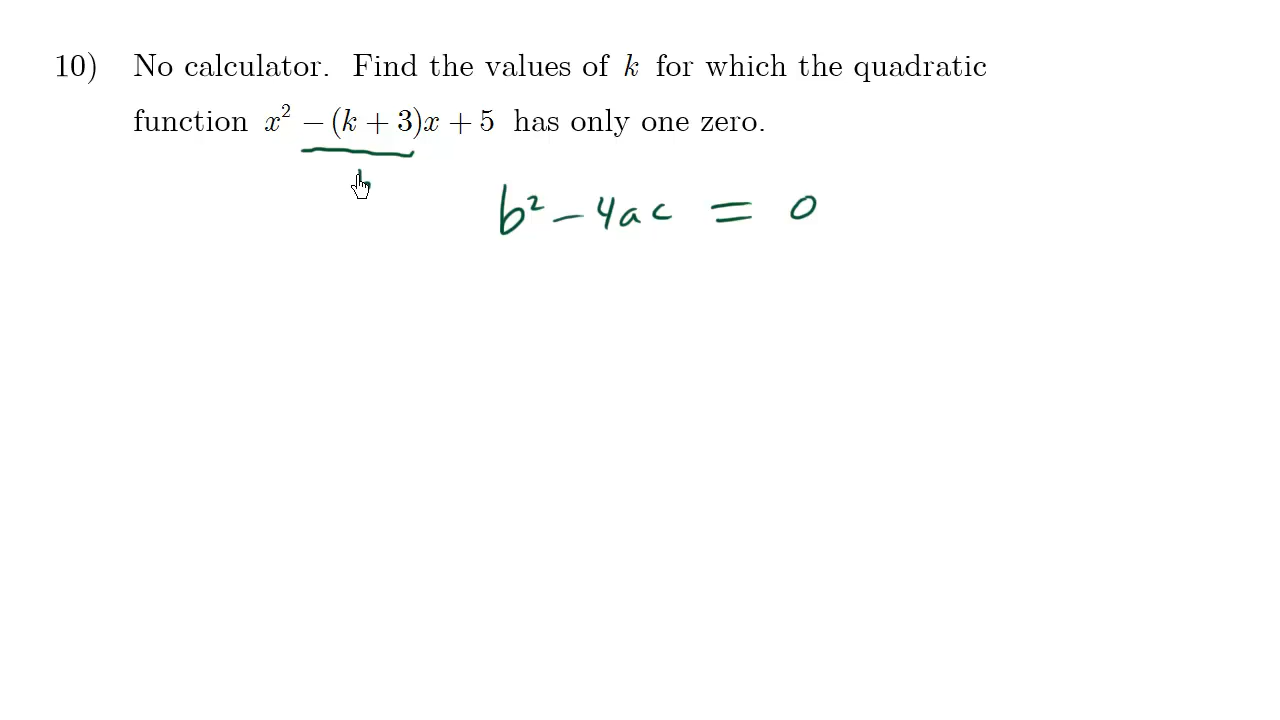 10) No calculator. Find the values of k for which the quadratic
function x² − (k + 3)x + 5 has only one zero.
b² − 4ac = 0